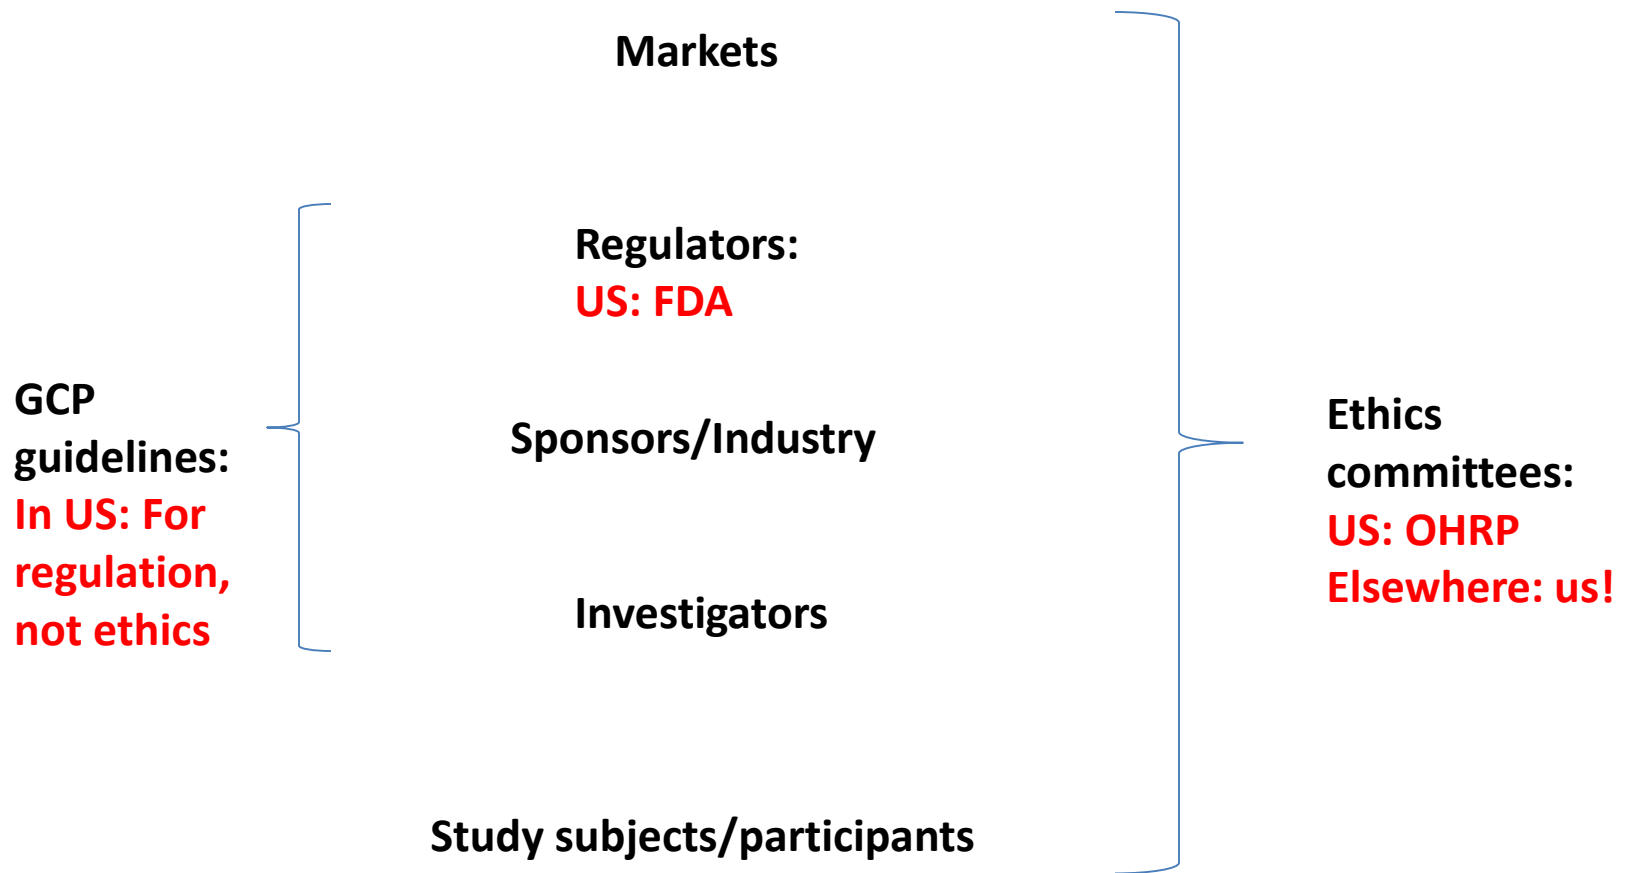 Markets
Regulators:
US: FDA
GCP
guidelines:
In US: For
regulation,
not ethics
Sponsors/Industry
Ethics
committees:
US: OHRP
Elsewhere: us!
Investigators
Study subjects/participants